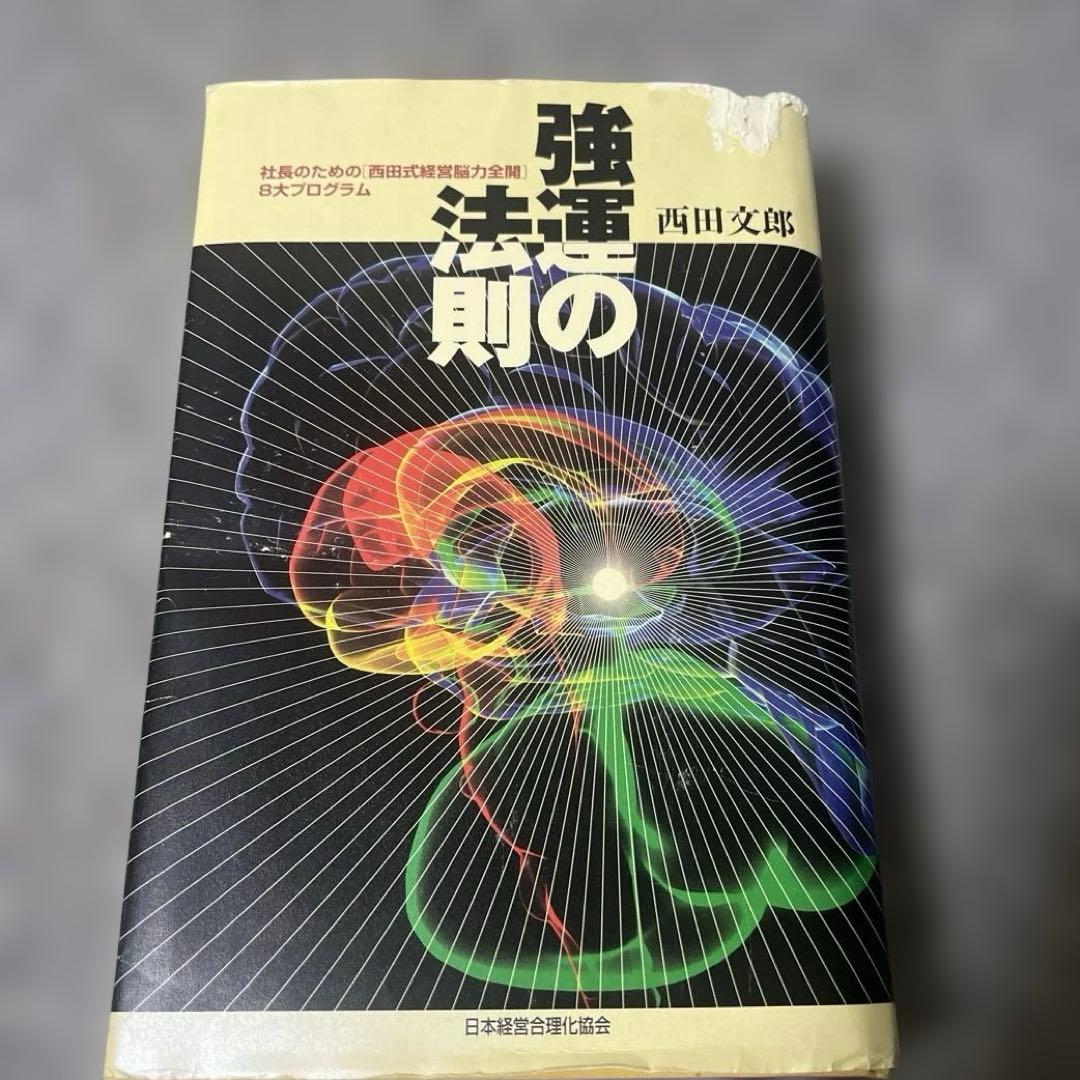 強運の
法則
社長のための[西田式経営脳力全開]
8大プログラム
西田文郎
日本経営合理化協会